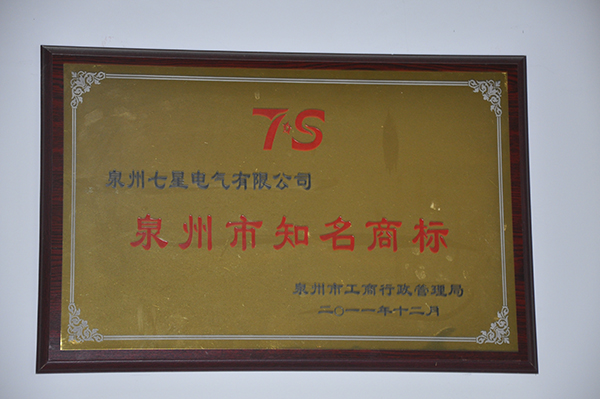 7S
泉州七星电气有限公司
泉州市知名商标
泉州市工商行政管理局
二〇一一年十二月